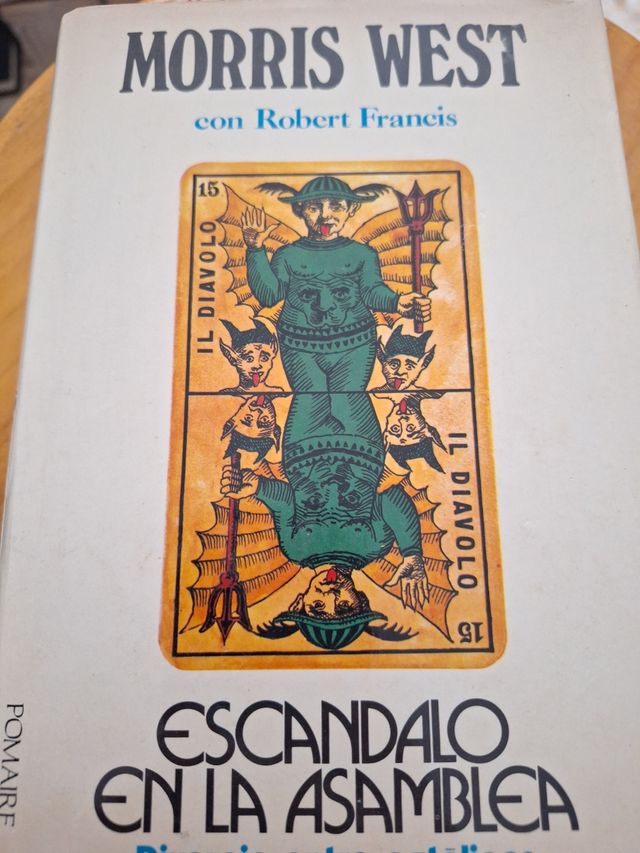 MORRIS WEST
con Robert Francis
15
IL DIAVOLO
IL DIAVOLO
15
ESCANDALO
EN LA ASAMBLEA
POMAIRE